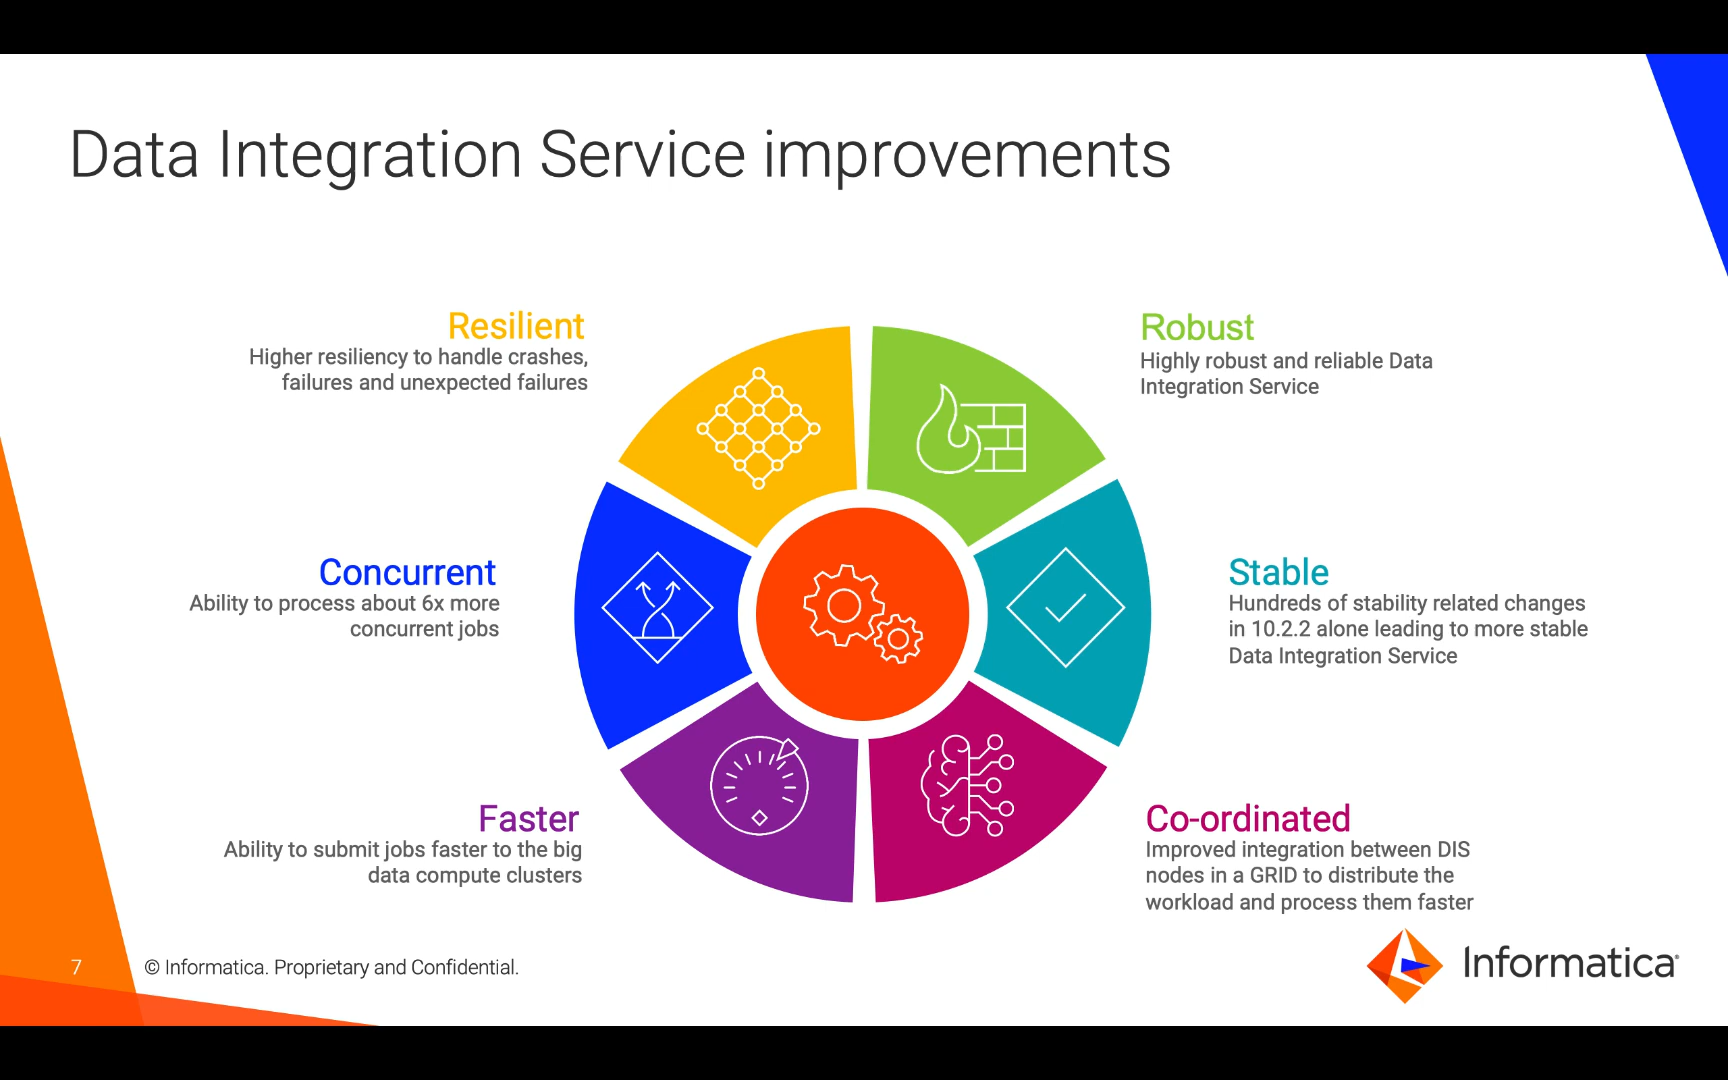 Data Integration Service improvements
Resilient
Higher resiliency to handle crashes,
failures and unexpected failures
Robust
Highly robust and reliable Data
Integration Service
Concurrent
Ability to process about 6x more
concurrent jobs
Stable
Hundreds of stability related changes
in 10.2.2 alone leading to more stable
Data Integration Service
Faster
Ability to submit jobs faster to the big
data compute clusters
Co-ordinated
Improved integration between DIS
nodes in a GRID to distribute the
workload and process them faster
7
© Informatica. Proprietary and Confidential.
Informatica